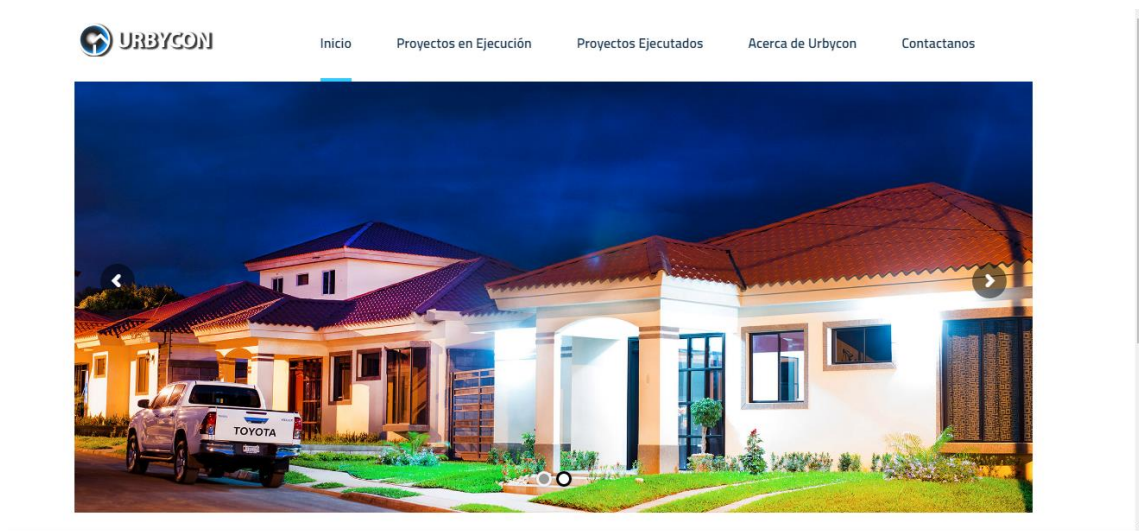 URBYCON
Inicio
Proyectos en Ejecución
Proyectos Ejecutados
Acerca de Urbycon
Contactanos
TOYOTA